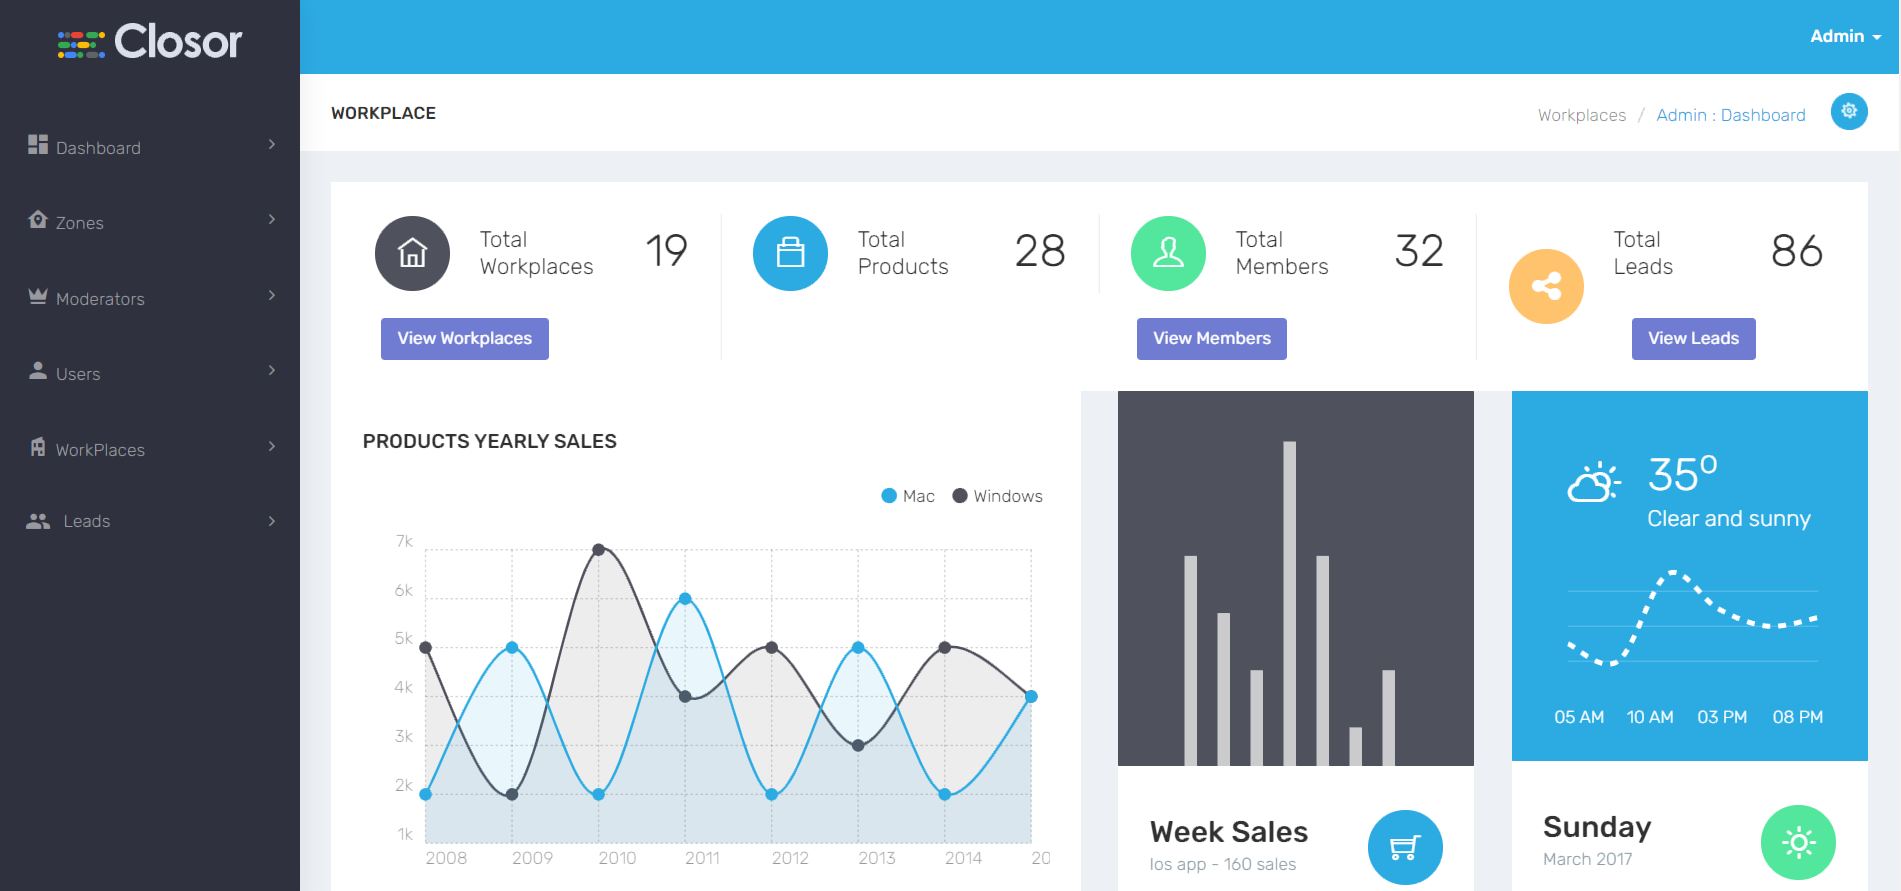 Closor
Admin
WORKPLACE
Workplaces / Admin : Dashboard
Dashboard
Zones
Moderators
Users
WorkPlaces
Leads
Total
Workplaces
19
View Workplaces
Total
Products
28
Total
Members
32
View Members
Total
Leads
86
View Leads
PRODUCTS YEARLY SALES
Mac
Windows
7k
6k
5k
4k
3k
2k
1k
2008 2009 2010 2011 2012 2013 2014 20
Week Sales
Ios app - 160 sales
35º
Clear and sunny
05 AM 10 AM 03 PM 08 PM
Sunday
March 2017